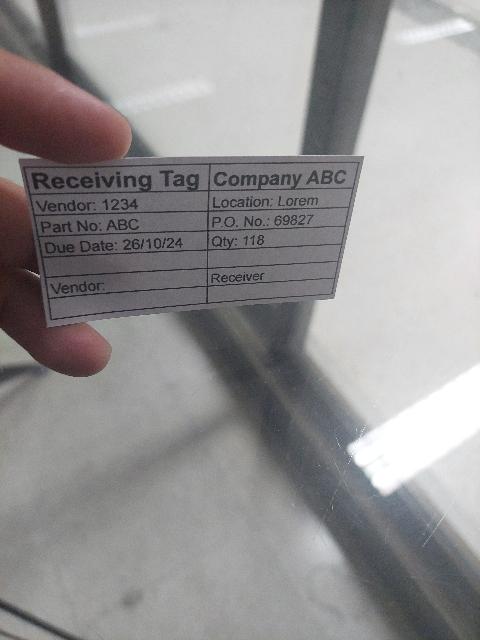 Receiving Tag Company ABC
Vendor: 1234 Location: Lorem
Part No: ABC P.O. No.: 69827
Due Date: 26/10/24 Qty: 118
Vendor: Receiver